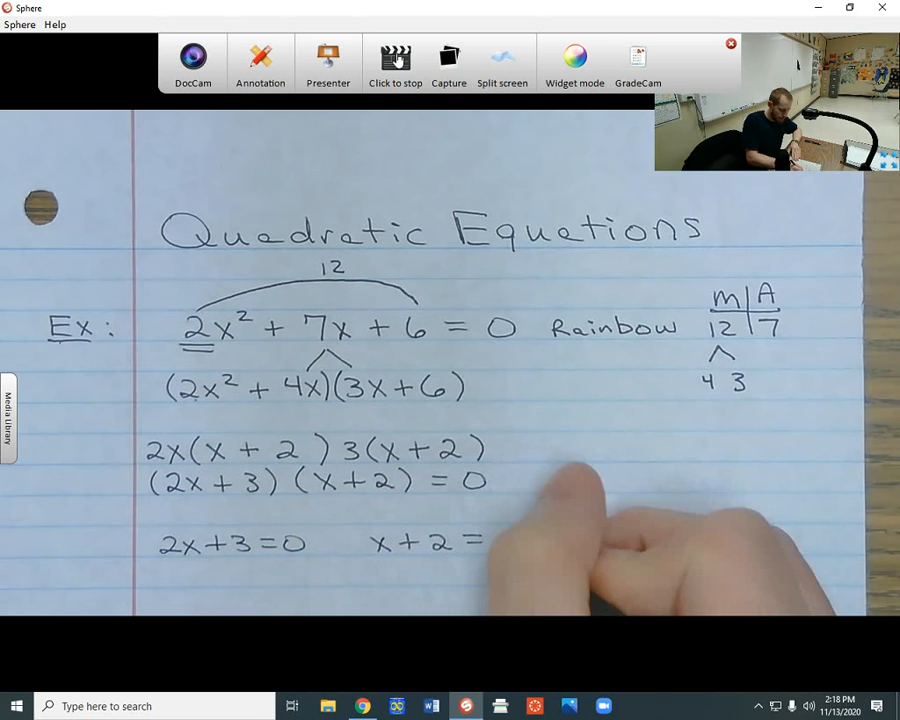 Sphere
Sphere Help
DocCam Annotation Presenter Click to stop Capture Split screen Widget mode GradeCam
Media Library
Quadratic Equations
12
M | A
Ex: 2x² + 7x + 6 = 0 Rainbow 12 | 7
(2x² + 4x)(3x+6) 4 3
2x(x + 2) 3(x+2)
(2x+3)(x+2) = 0
2x+3=0 x+2=
Type here to search
2:18 PM
11/13/2020